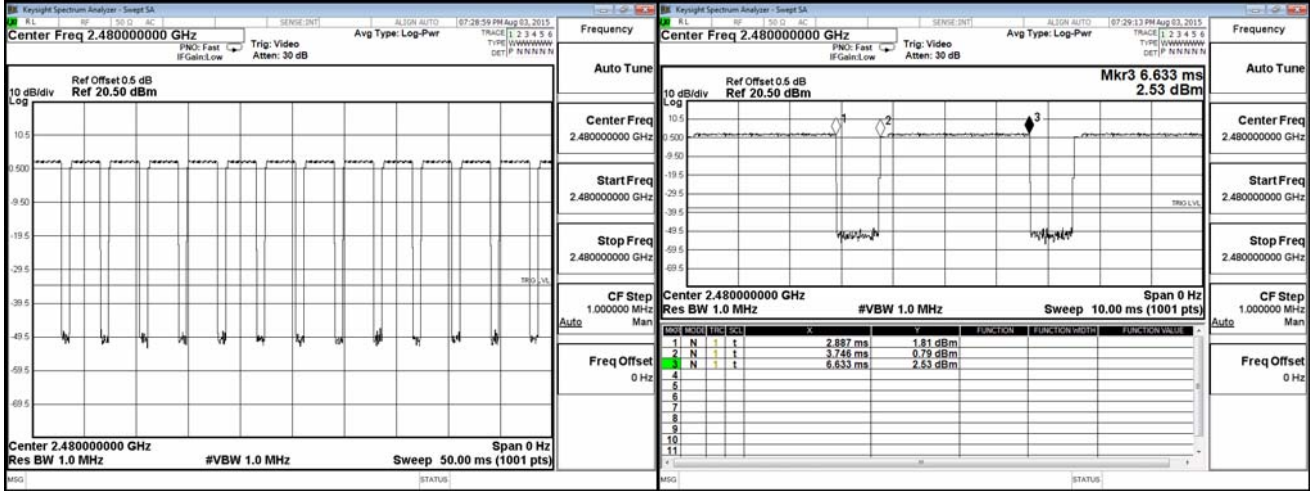 Keysight Spectrum Analyzer - Swept SA
RL RF 50 Ω AC SENSE:INT ALIGN AUTO 07:28:59 PM Aug 03, 2015
Center Freq 2.480000000 GHz
PNO: Fast
IFGain:Low
Trig: Video
Atten: 30 dB
Avg Type: Log-Pwr
TRACE 1 2 3 4 5 6
TYPE WWWWWW
DET P NNNNN
Ref Offset 0.5 dB
10 dB/div Ref 20.50 dBm
Log
10.5
0.500
-9.50
-19.5
-29.5
TRIG LVL
-39.5
-49.5
-59.5
-69.5
Center 2.480000000 GHz Span 0 Hz
Res BW 1.0 MHz #VBW 1.0 MHz Sweep 50.00 ms (1001 pts)
MSG STATUS
Frequency
Auto Tune
Center Freq
2.480000000 GHz
Start Freq
2.480000000 GHz
Stop Freq
2.480000000 GHz
CF Step
1.000000 MHz
Auto Man
Freq Offset
0 Hz
Keysight Spectrum Analyzer - Swept SA
RL RF 50 Ω AC SENSE:INT ALIGN AUTO 07:29:13 PM Aug 03, 2015
Center Freq 2.480000000 GHz
PNO: Fast
IFGain:Low
Trig: Video
Atten: 30 dB
Avg Type: Log-Pwr
TRACE 1 2 3 4 5 6
TYPE WWWWWW
DET P NNNNN
Mkr3 6.633 ms
2.53 dBm
Ref Offset 0.5 dB
10 dB/div Ref 20.50 dBm
Log
1 2 3
10.5
0.500
-9.50
-19.5
-29.5
TRIG LVL
-39.5
-49.5
-59.5
-69.5
Center 2.480000000 GHz Span 0 Hz
Res BW 1.0 MHz #VBW 1.0 MHz Sweep 10.00 ms (1001 pts)
MKR MODE TRC SCL X Y FUNCTION FUNCTION WIDTH FUNCTION VALUE
1 N 1 t 2.887 ms 1.81 dBm
2 N 1 t 3.746 ms 0.79 dBm
3 N 1 t 6.633 ms 2.53 dBm
4
5
6
7
8
9
10
11
MSG STATUS
Frequency
Auto Tune
Center Freq
2.480000000 GHz
Start Freq
2.480000000 GHz
Stop Freq
2.480000000 GHz
CF Step
1.000000 MHz
Auto Man
Freq Offset
0 Hz